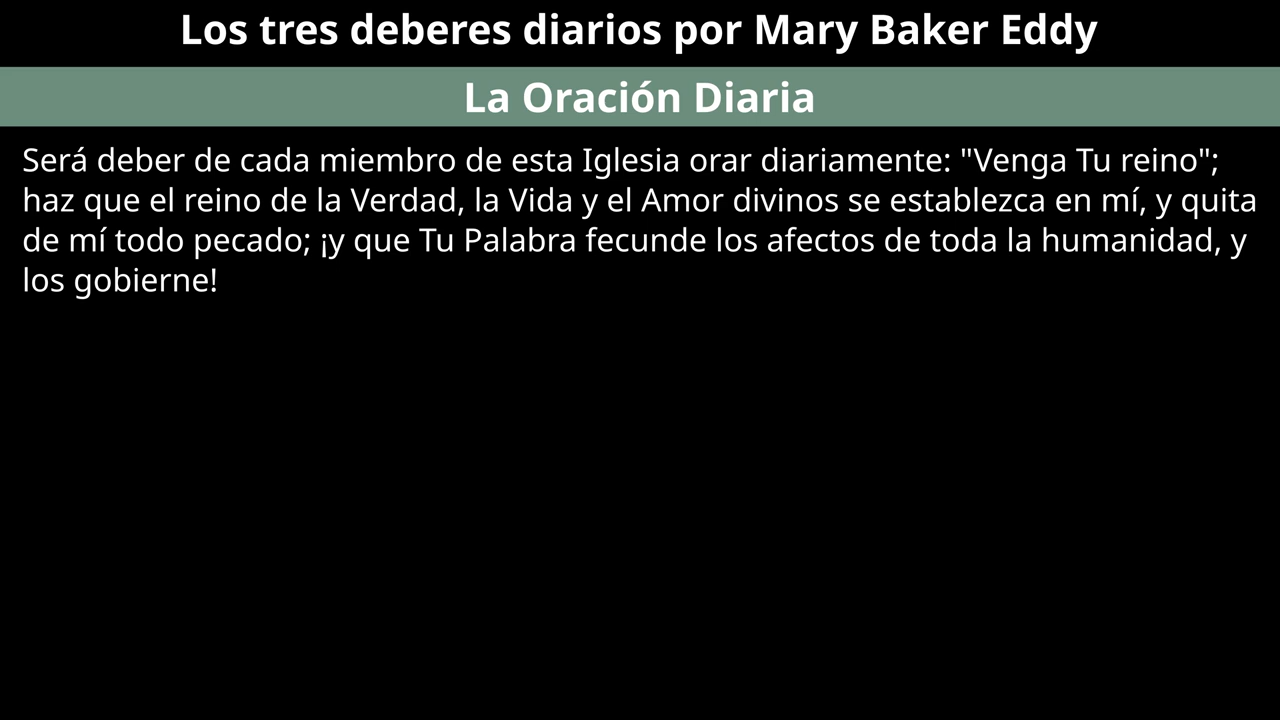 Los tres deberes diarios por Mary Baker Eddy
La Oración Diaria
Será deber de cada miembro de esta Iglesia orar diariamente: "Venga Tu reino";
haz que el reino de la Verdad, la Vida y el Amor divinos se establezca en mí, y quita
de mí todo pecado; ¡y que Tu Palabra fecunde los afectos de toda la humanidad, y
los gobierne!